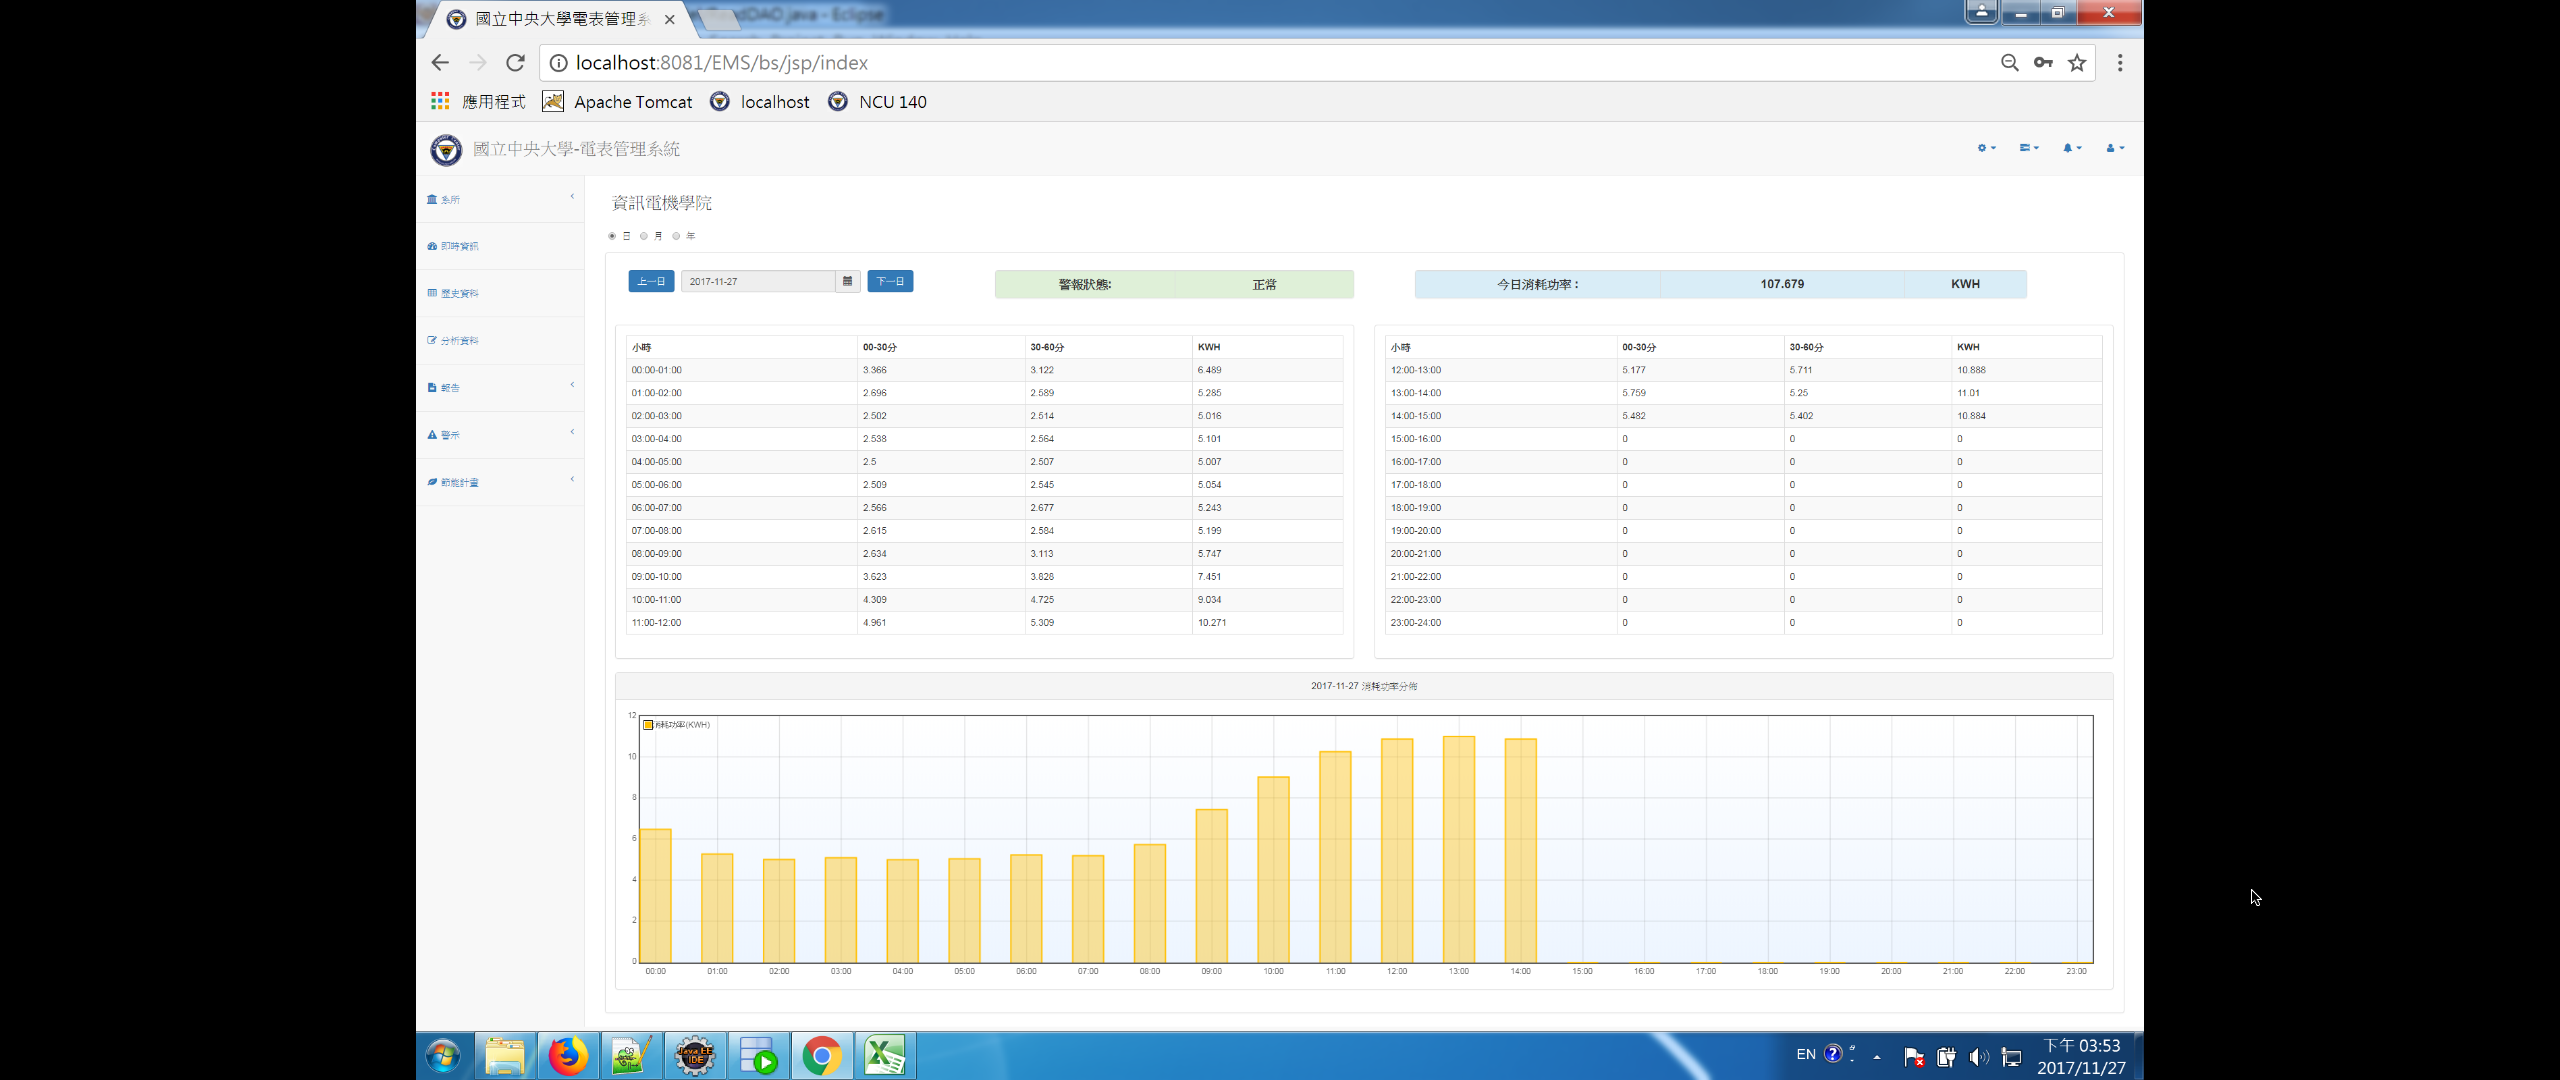 國立中央大學電表管理系
ReadDAO.java - Eclipse
localhost:8081/EMS/bs/jsp/index
應用程式 Apache Tomcat localhost NCU 140
國立中央大學-電表管理系統
系所
即時資訊
歷史資料
分析資料
報告
警示
節能計畫
資訊電機學院
日 月 年
上一日 2017-11-27 下一日 警報狀態: 正常 今日消耗功率 : 107.679 KWH
小時 00-30分 30-60分 KWH
00:00-01:00 3.366 3.122 6.489
01:00-02:00 2.696 2.589 5.285
02:00-03:00 2.502 2.514 5.016
03:00-04:00 2.538 2.564 5.101
04:00-05:00 2.5 2.507 5.007
05:00-06:00 2.509 2.545 5.054
06:00-07:00 2.566 2.677 5.243
07:00-08:00 2.615 2.584 5.199
08:00-09:00 2.634 3.113 5.747
09:00-10:00 3.623 3.828 7.451
10:00-11:00 4.309 4.725 9.034
11:00-12:00 4.961 5.309 10.271
小時 00-30分 30-60分 KWH
12:00-13:00 5.177 5.711 10.888
13:00-14:00 5.759 5.25 11.01
14:00-15:00 5.482 5.402 10.884
15:00-16:00 0 0 0
16:00-17:00 0 0 0
17:00-18:00 0 0 0
18:00-19:00 0 0 0
19:00-20:00 0 0 0
20:00-21:00 0 0 0
21:00-22:00 0 0 0
22:00-23:00 0 0 0
23:00-24:00 0 0 0
2017-11-27 消耗功率分佈
消耗功率(KWH)
12
10
8
6
4
2
0
00:00 01:00 02:00 03:00 04:00 05:00 06:00 07:00 08:00 09:00 10:00 11:00 12:00 13:00 14:00 15:00 16:00 17:00 18:00 19:00 20:00 21:00 22:00 23:00
Java EE IDE
EN
下午 03:53
2017/11/27